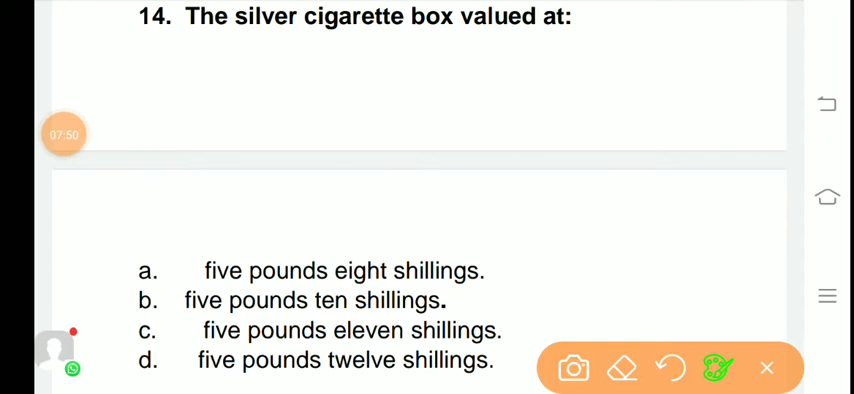 14. The silver cigarette box valued at:
07:50
a. five pounds eight shillings.
b. five pounds ten shillings.
c. five pounds eleven shillings.
d. five pounds twelve shillings.